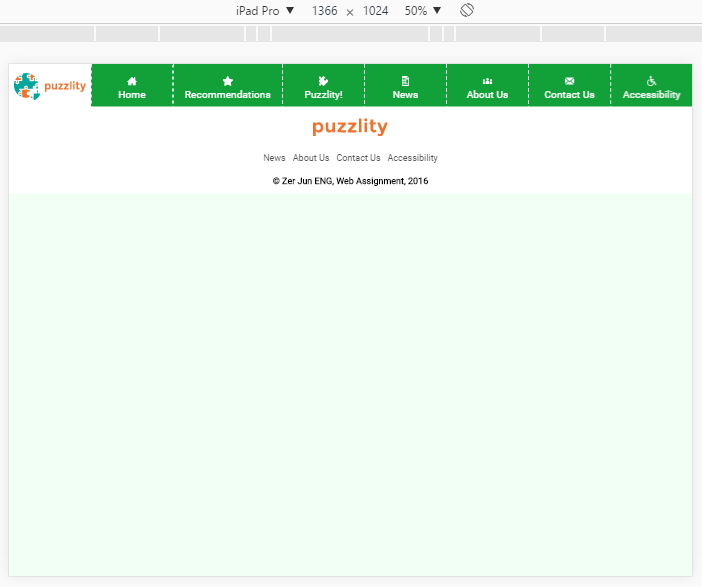 iPad Pro ▼ 1366 × 1024 50% ▼
puzzlity Home Recommendations Puzzlity! News About Us Contact Us Accessibility
puzzlity
News About Us Contact Us Accessibility
© Zer Jun ENG, Web Assignment, 2016